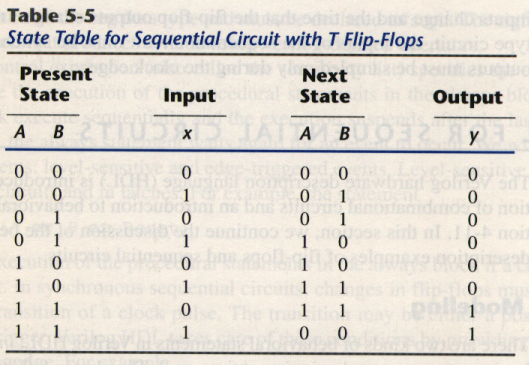 Table 5-5
State Table for Sequential Circuit with T Flip-Flops
Present State Input Next State Output
A B x A B y
0 0 0 0 0 0
0 0 1 0 1 0
0 1 0 0 1 0
0 1 1 1 0 0
1 0 0 1 0 0
1 0 1 1 1 0
1 1 0 1 1 1
1 1 1 0 0 1